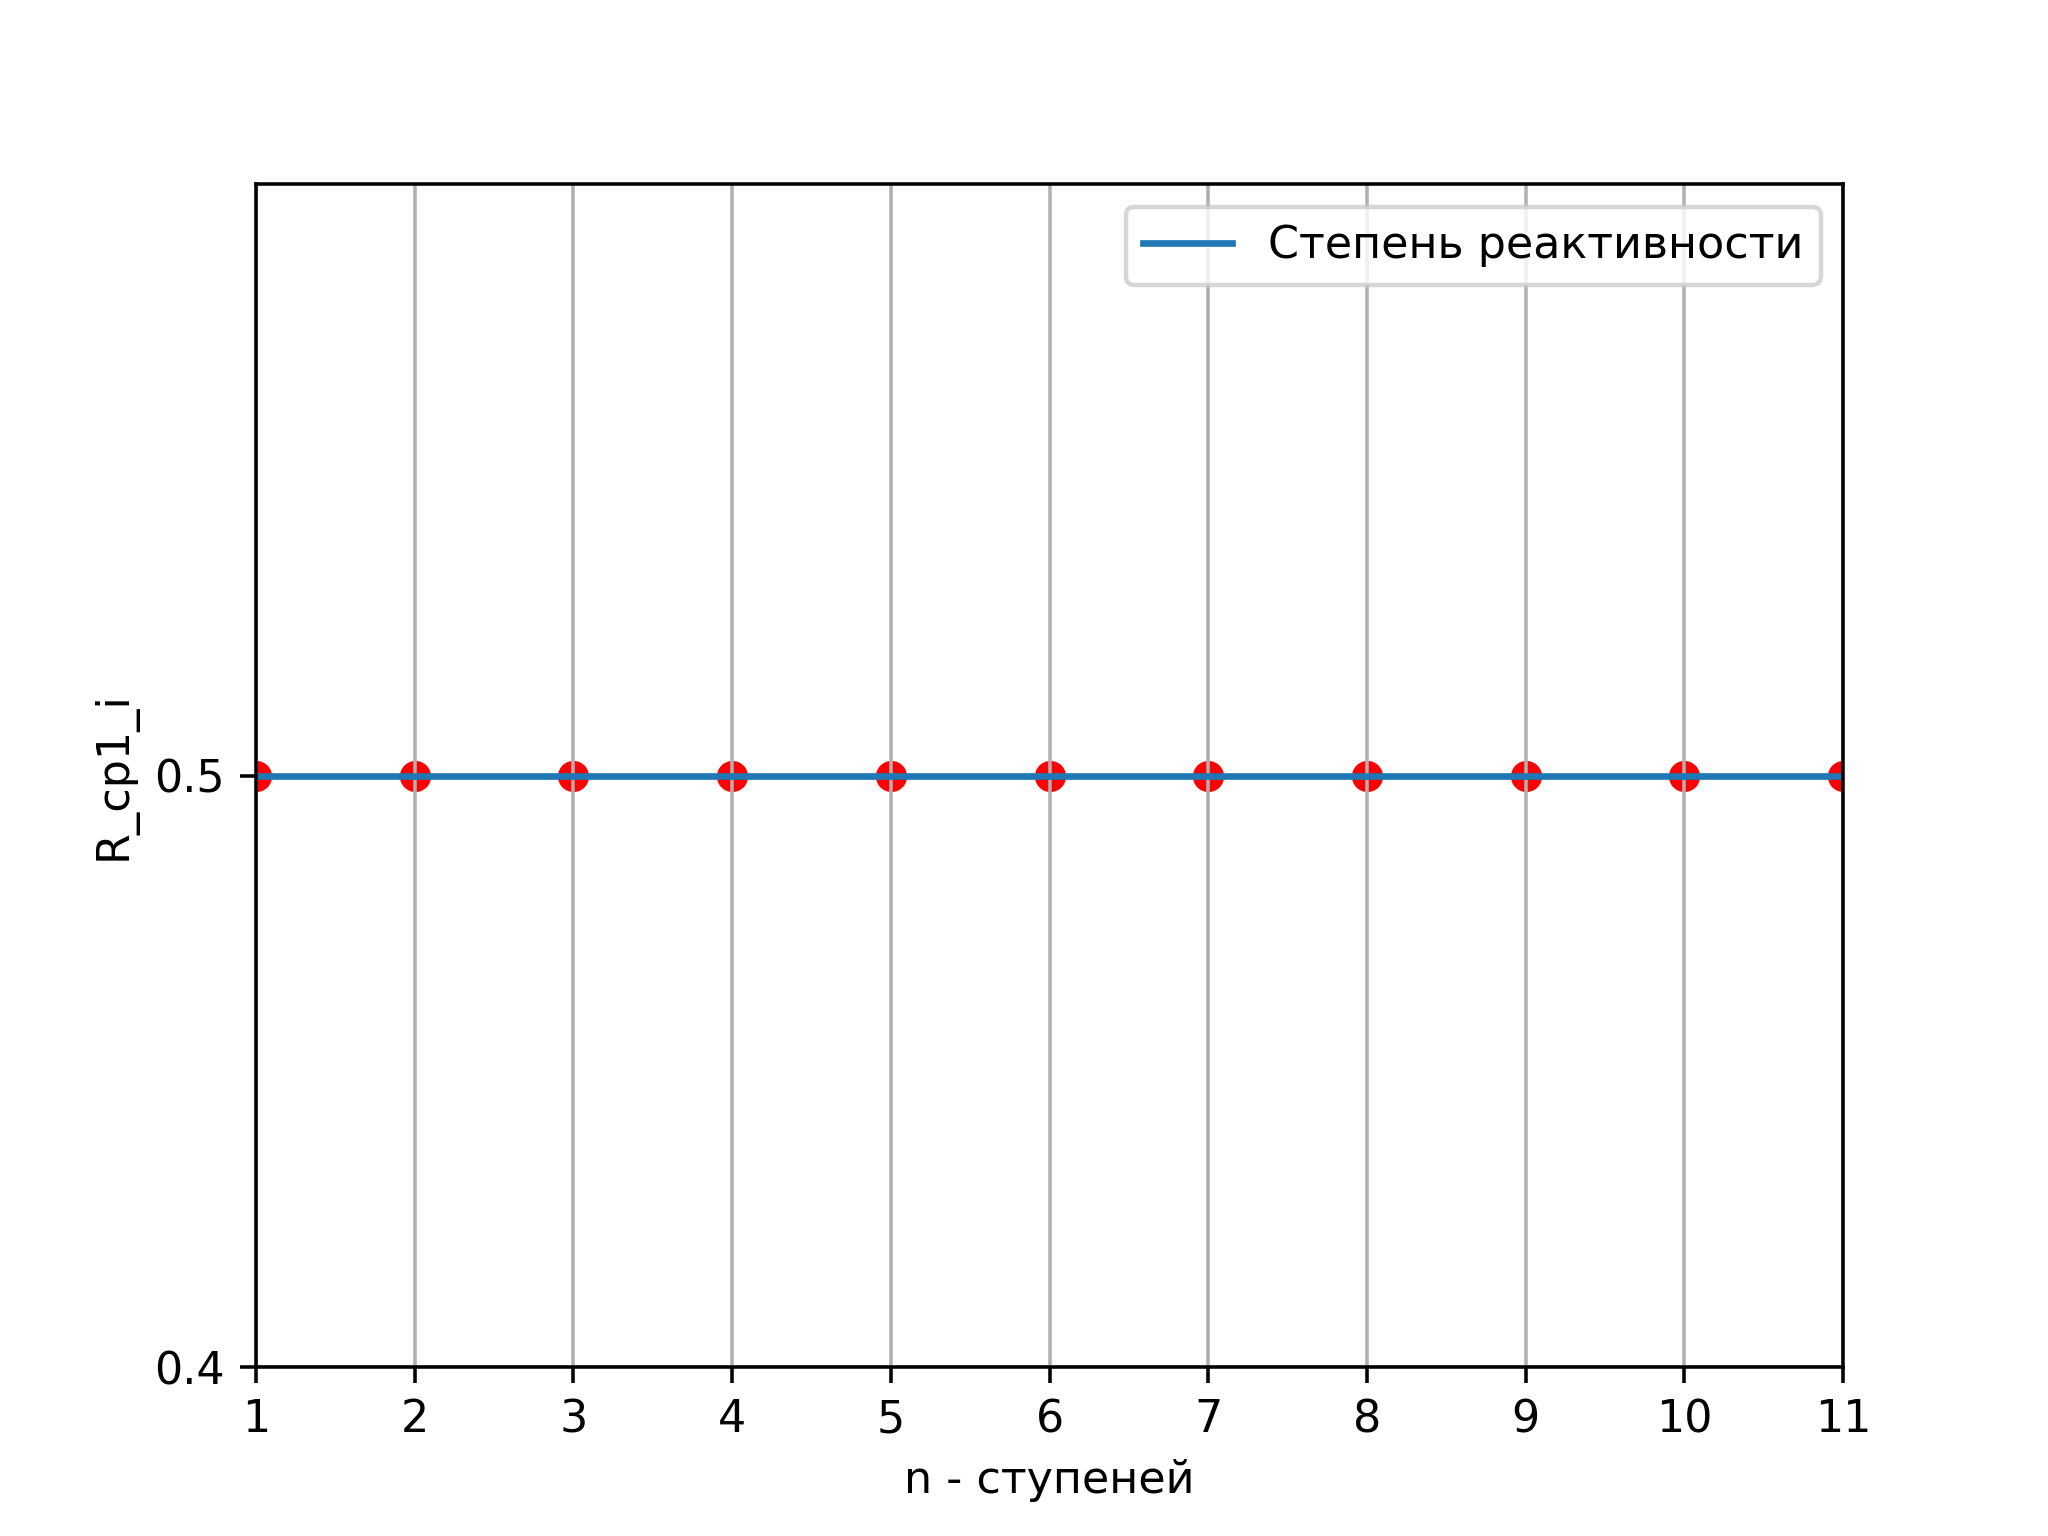 Степень реактивности
R_cp1_i
0.5
0.4
1 2 3 4 5 6 7 8 9 10 11
n - ступеней